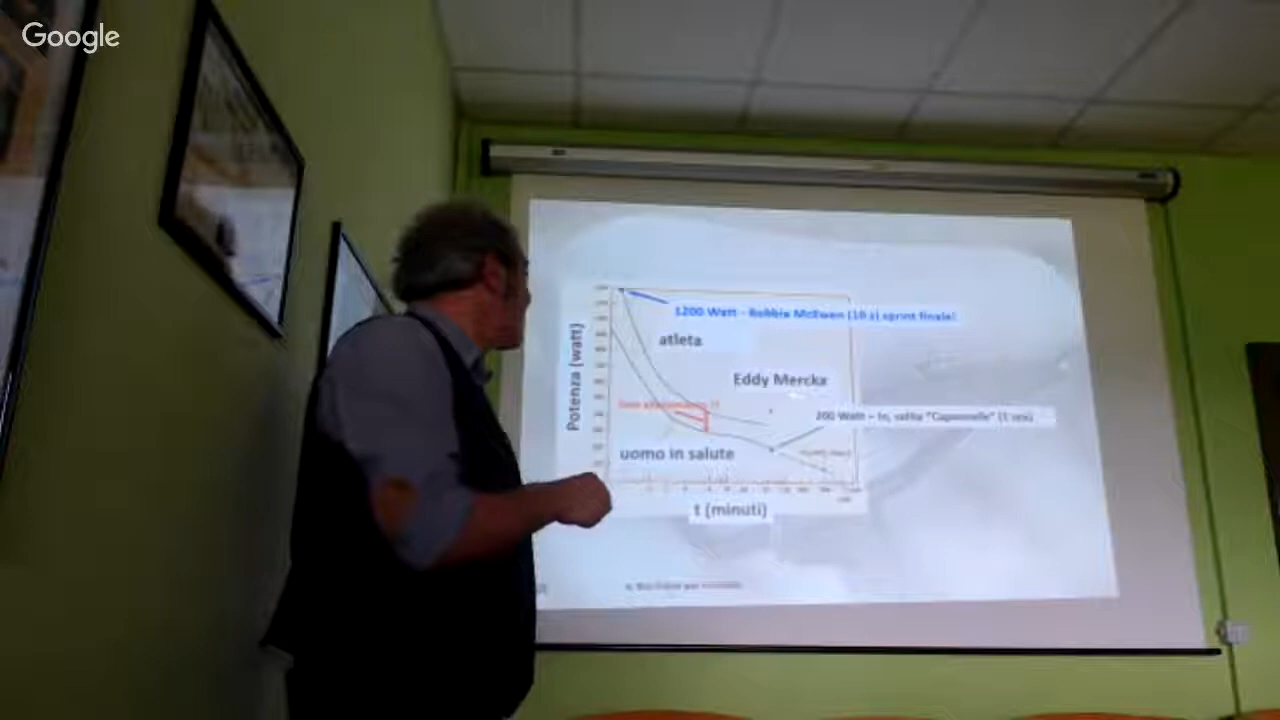 Google
1200 Watt - Robbie McEwen (10 s) sprint finale!
atleta
Potenza (watt)
Eddy Merckx
200 Watt - Io, salita "Caponnelle" (1 ora)
uomo in salute
t (minuti)